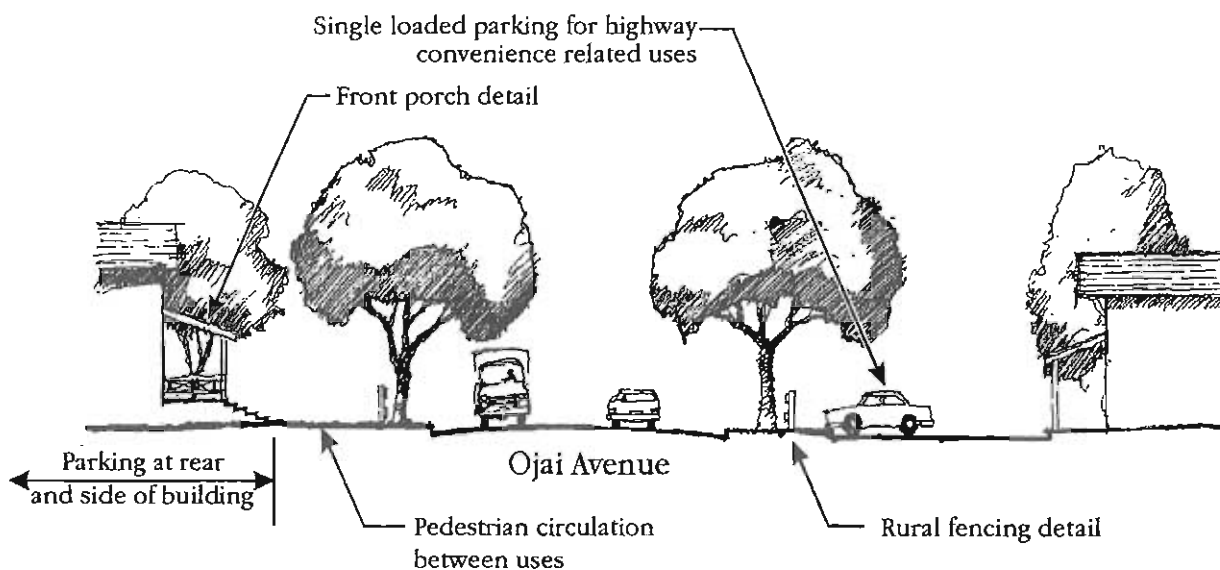 Single loaded parking for highway
convenience related uses
Front porch detail
Ojai Avenue
Parking at rear
and side of building
Pedestrian circulation
between uses
Rural fencing detail